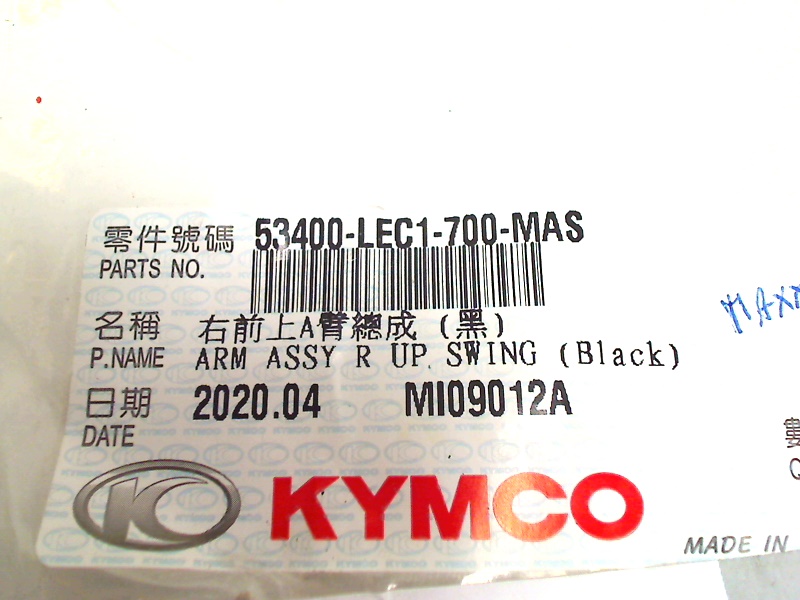 零件號碼 53400-LEC1-700-MAS
PARTS NO.
名稱 右前上A臂總成 (黑)
P.NAME ARM ASSY R UP SWING (Black)
日期 2020.04 MI09012A
DATE
KYMCO
MADE IN